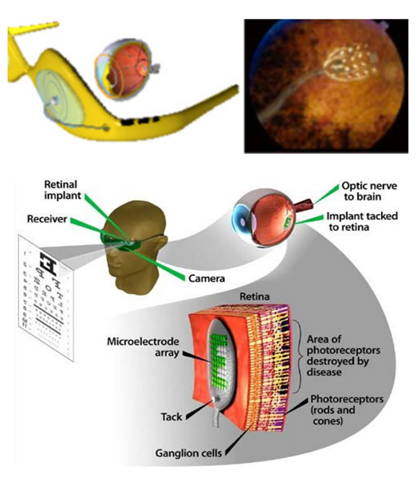 Retinal
implant
Receiver
Camera
Optic nerve
to brain
Implant tacked
to retina
Retina
Microelectrode
array
Tack
Ganglion cells
Area of
photoreceptors
destroyed by
disease
Photoreceptors
(rods and
cones)